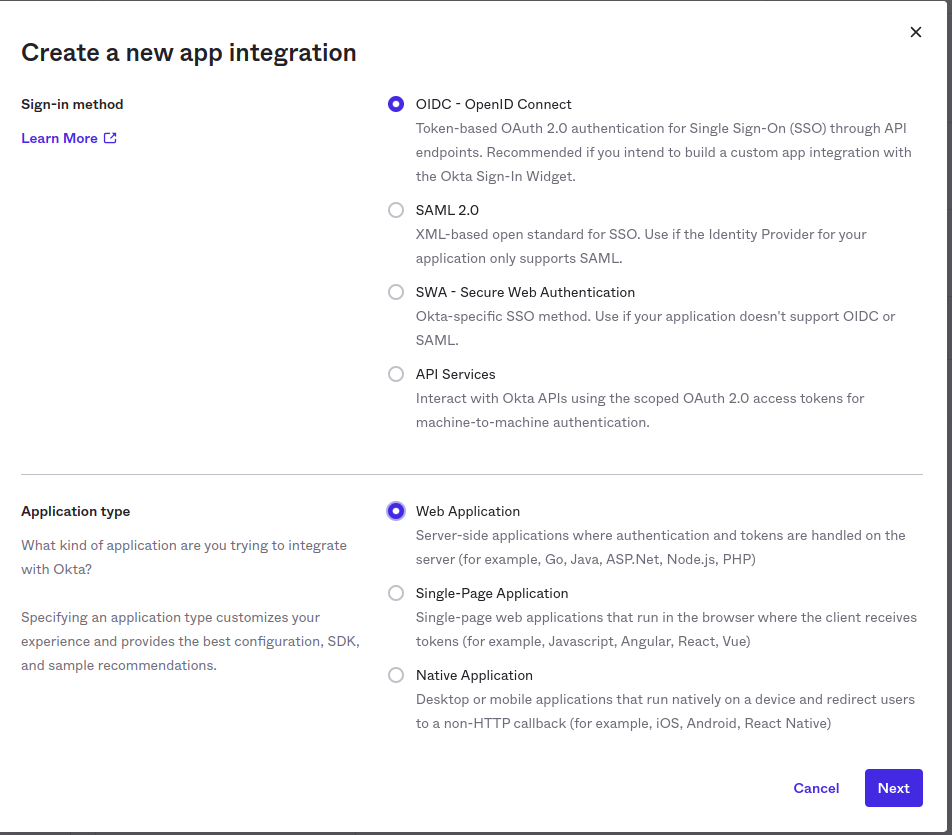 Create a new app integration
Sign-in method
Learn More
OIDC - OpenID Connect
Token-based OAuth 2.0 authentication for Single Sign-On (SSO) through API
endpoints. Recommended if you intend to build a custom app integration with
the Okta Sign-In Widget.
SAML 2.0
XML-based open standard for SSO. Use if the Identity Provider for your
application only supports SAML.
SWA - Secure Web Authentication
Okta-specific SSO method. Use if your application doesn't support OIDC or
SAML.
API Services
Interact with Okta APIs using the scoped OAuth 2.0 access tokens for
machine-to-machine authentication.
Application type
What kind of application are you trying to integrate
with Okta?
Specifying an application type customizes your
experience and provides the best configuration, SDK,
and sample recommendations.
Web Application
Server-side applications where authentication and tokens are handled on the
server (for example, Go, Java, ASP.Net, Node.js, PHP)
Single-Page Application
Single-page web applications that run in the browser where the client receives
tokens (for example, Javascript, Angular, React, Vue)
Native Application
Desktop or mobile applications that run natively on a device and redirect users
to a non-HTTP callback (for example, iOS, Android, React Native)
Cancel
Next